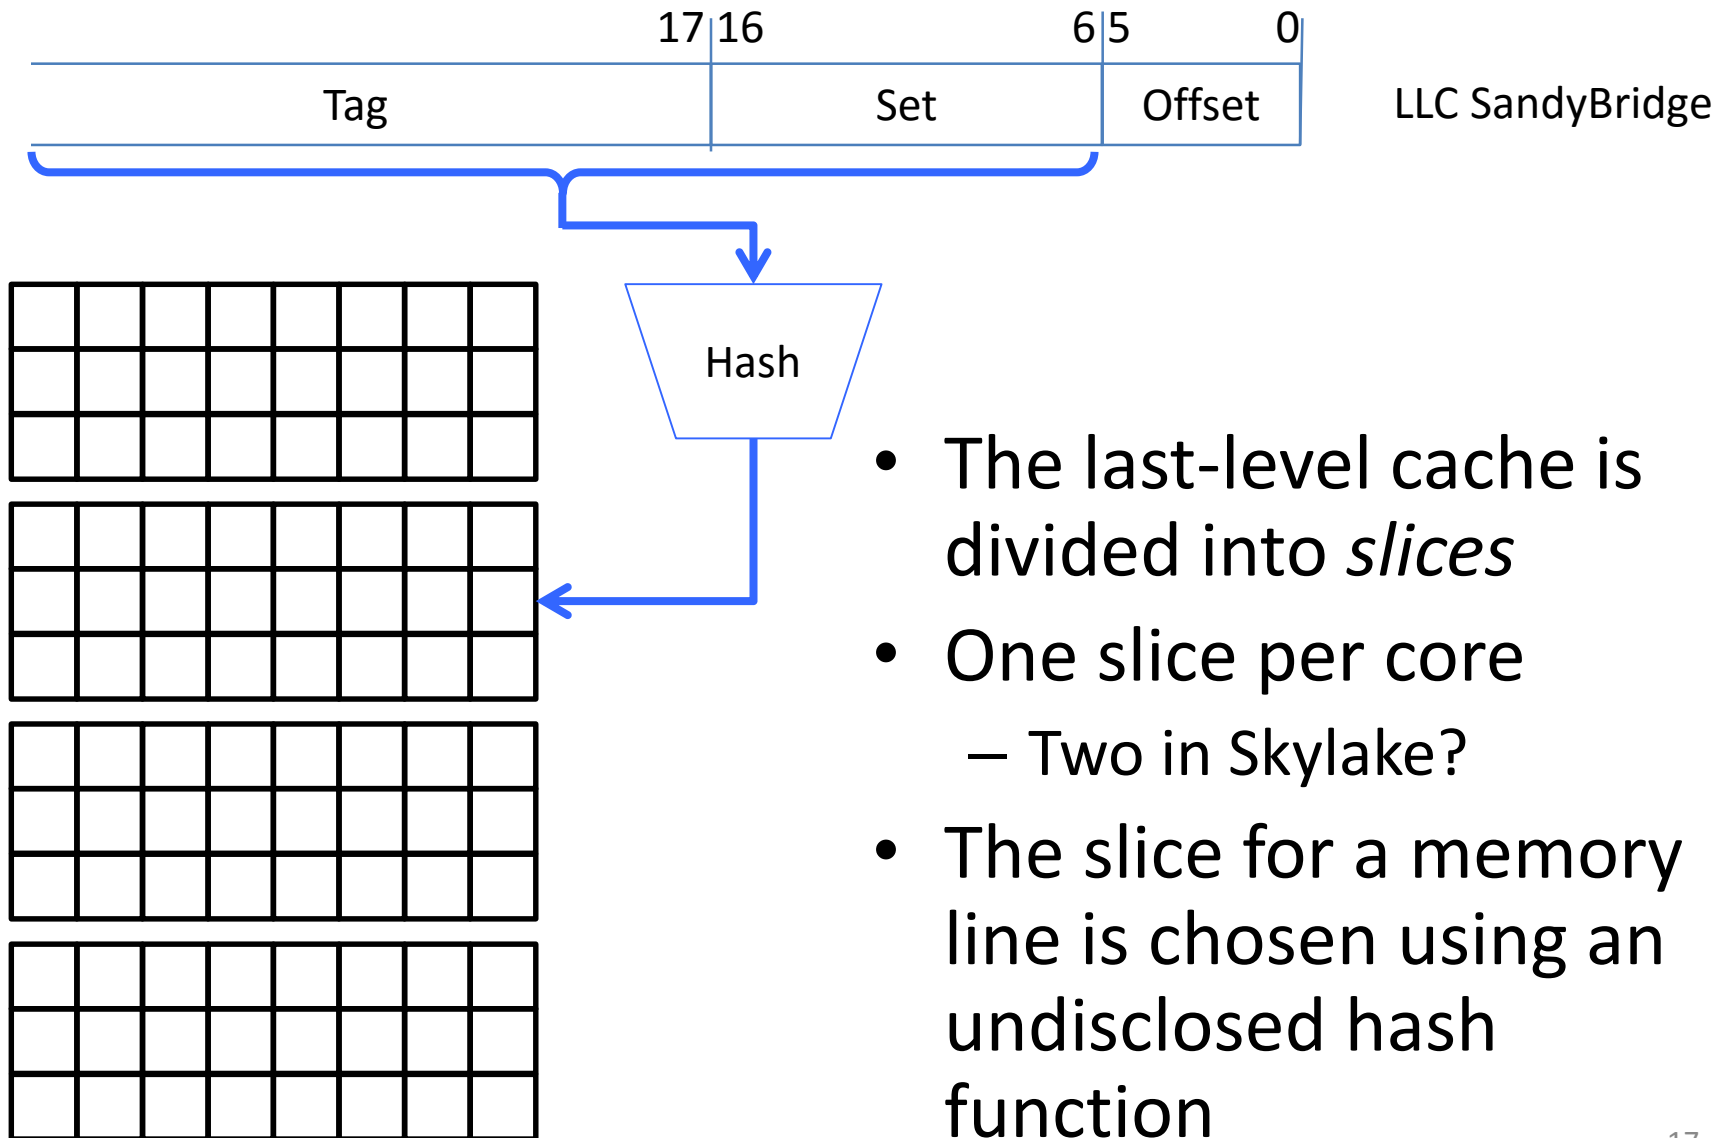 17 16 6 5 0
Tag Set Offset LLC SandyBridge
Hash
• The last-level cache is
divided into slices
• One slice per core
– Two in Skylake?
• The slice for a memory
line is chosen using an
undisclosed hash
function
17